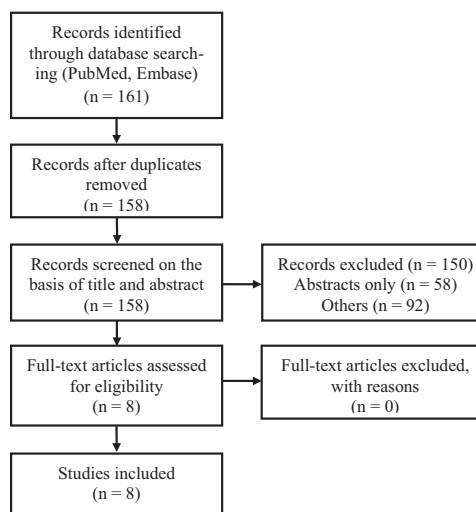 Records identified
through database search-
ing (PubMed, Embase)
(n = 161)
Records after duplicates
removed
(n = 158)
Records screened on the
basis of title and abstract
(n = 158)
Records excluded (n = 150)
Abstracts only (n = 58)
Others (n = 92)
Full-text articles assessed
for eligibility
(n = 8)
Full-text articles excluded,
with reasons
(n = 0)
Studies included
(n = 8)